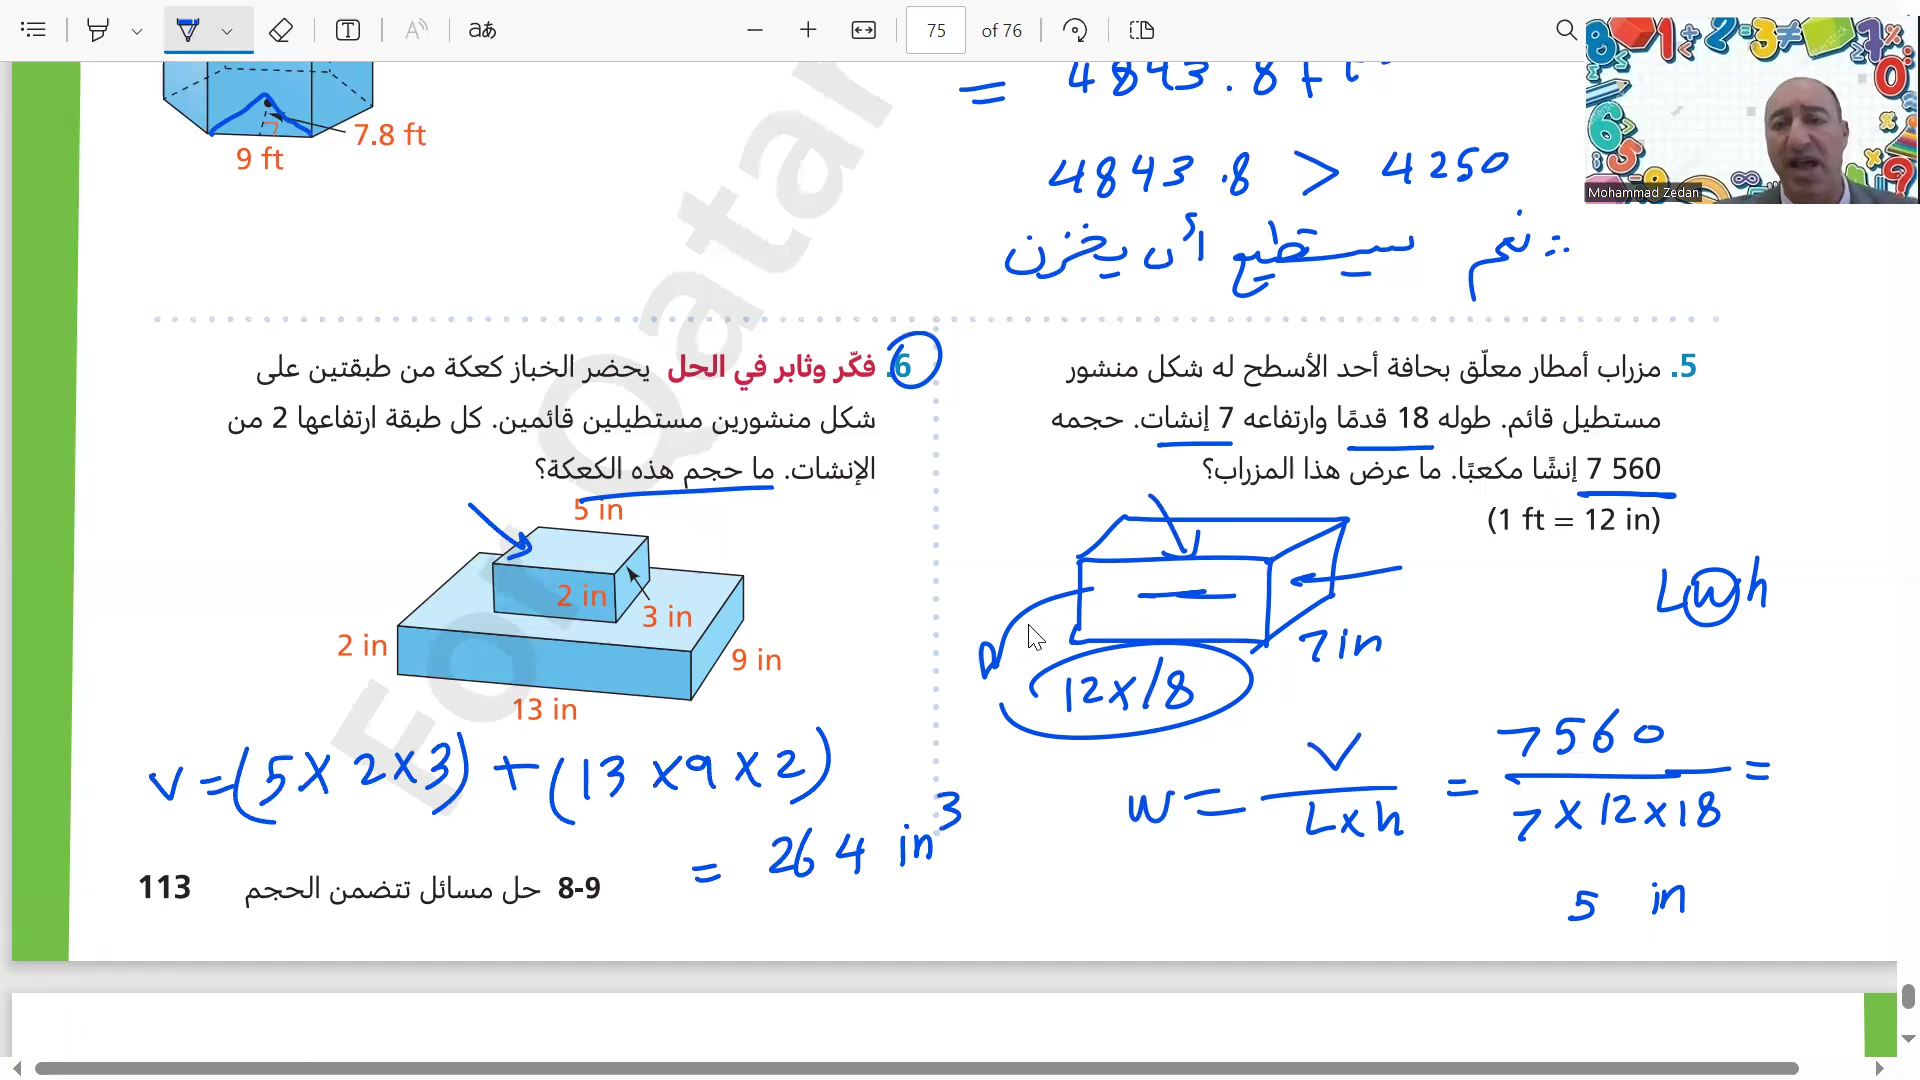 75 of 76
Mohammad Zedan
7.8 ft
9 ft
4843.8 > 4250
∴ نعم سيستطيع أن يخزن
5. مزراب أمطار معلّق بحافة أحد الأسطح له شكل منشور
مستطيل قائم. طوله 18 قدمًا وارتفاعه 7 إنشات. حجمه
7 560 إنشًا مكعبًا. ما عرض هذا المزراب؟
(1 ft = 12 in)
Lwh
7 in
12×18
w = V / L×h = 7560 / 7×12×18 =
5 in
6. فكّر وثابر في الحل يحضر الخباز كعكة من طبقتين على
شكل منشورين مستطيلين قائمين. كل طبقة ارتفاعها 2 من
الإنشات. ما حجم هذه الكعكة؟
5 in
2 in
3 in
2 in
9 in
13 in
v = (5×2×3) + (13×9×2)
= 264 in³
8-9 حل مسائل تتضمن الحجم 113
For Qatar